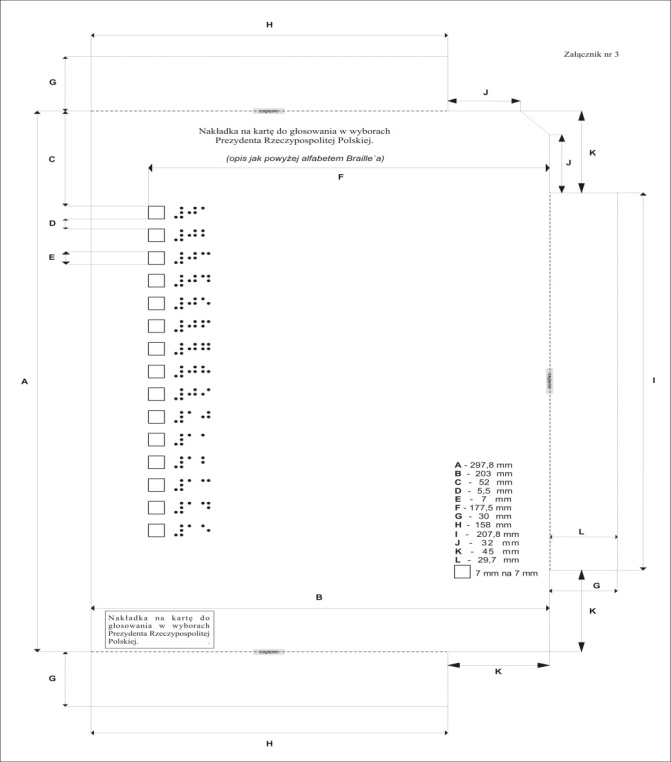 H
Załącznik nr 3
G
J
Nakładka na kartę do głosowania w wyborach
Prezydenta Rzeczypospolitej Polskiej.
K
C
J
(opis jak powyżej alfabetem Braille`a)
F
D
E
A
I
A - 297,8 mm
B - 203 mm
C - 52 mm
D - 5,5 mm
E - 7 mm
F - 177,5 mm
G - 30 mm
H - 158 mm
I - 207,8 mm
J - 32 mm
K - 45 mm
L - 29,7 mm
7 mm na 7 mm
L
G
B
K
Nakładka na kartę do
głosowania w wyborach
Prezydenta Rzeczypospolitej
Polskiej.
K
G
H